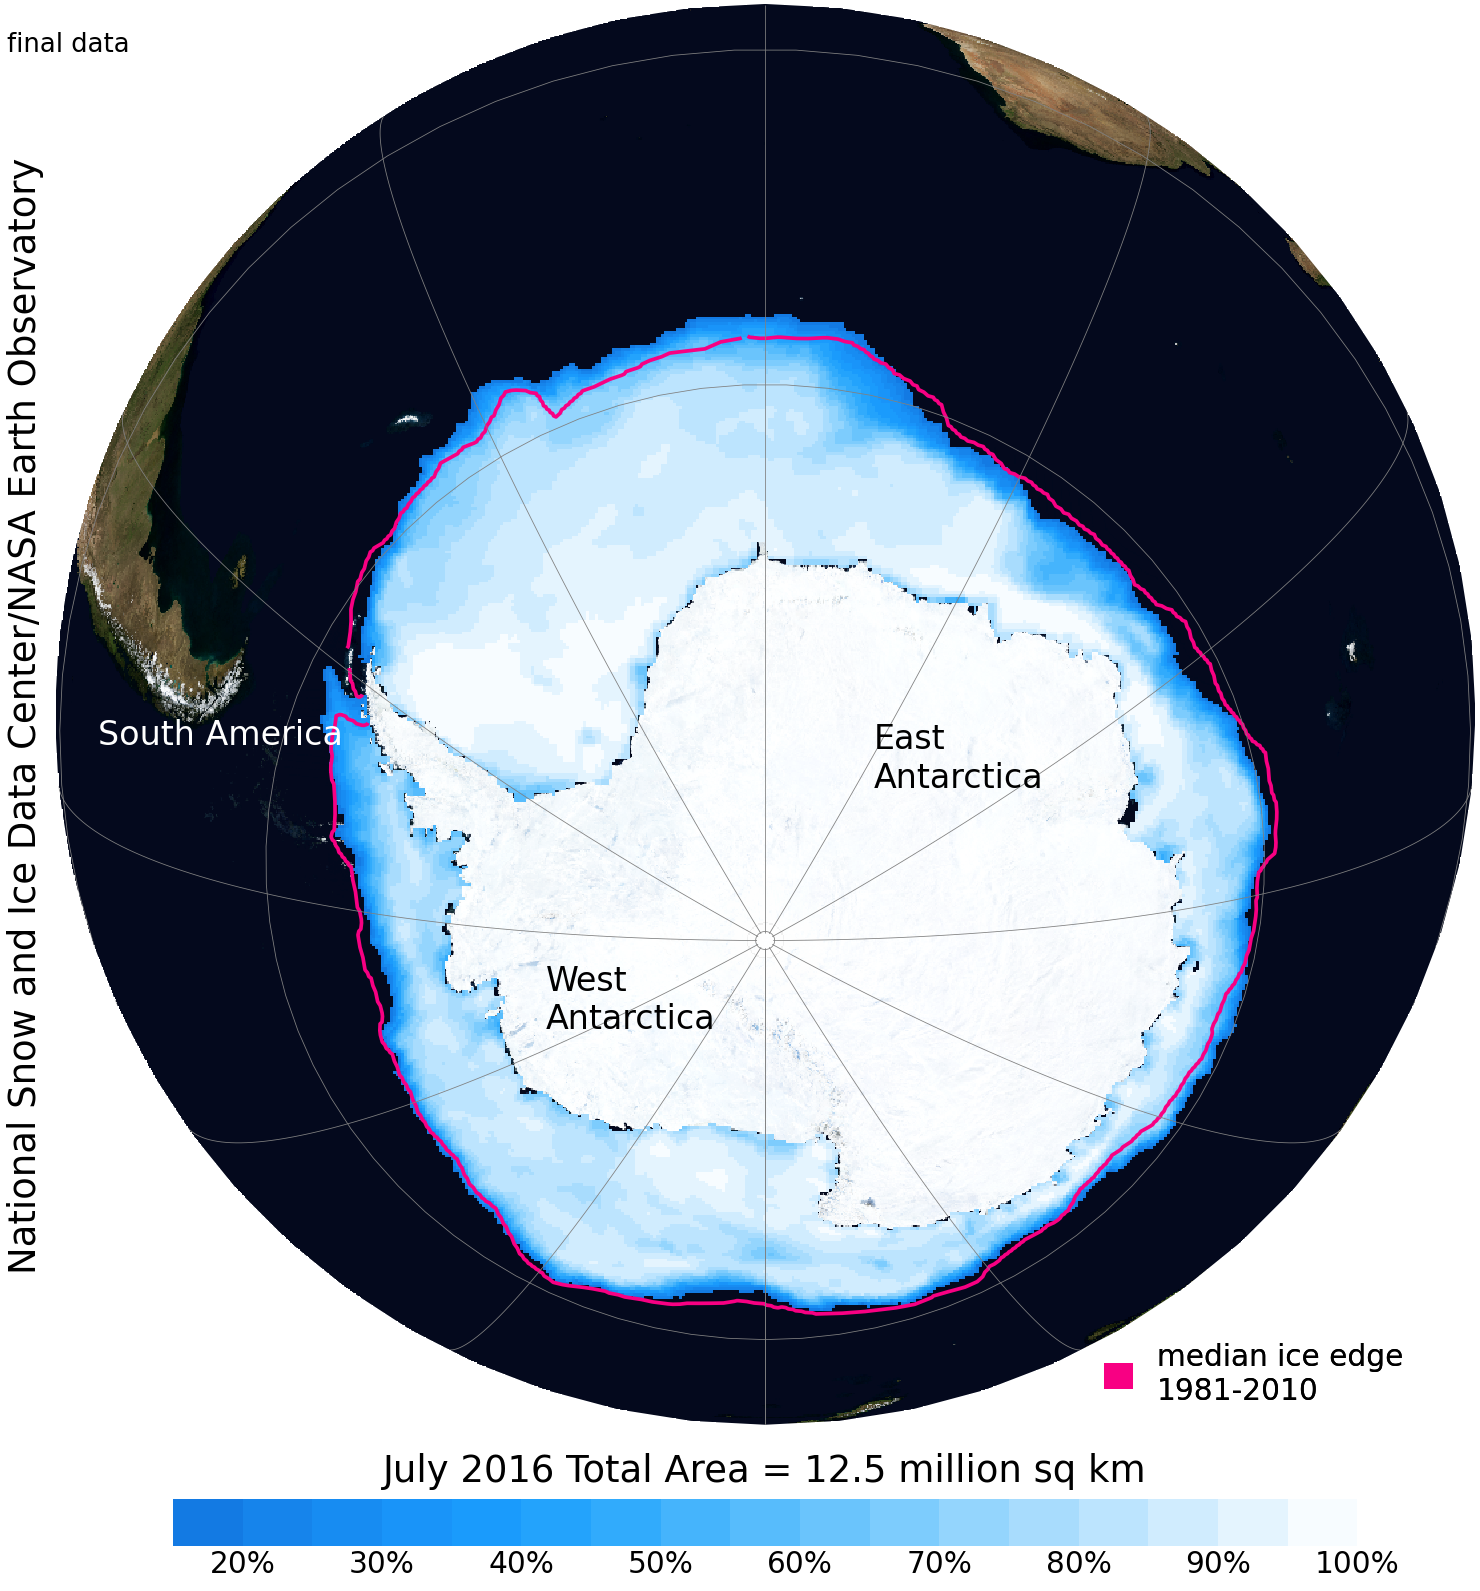 final data
National Snow and Ice Data Center/NASA Earth Observatory
South America
East
Antarctica
West
Antarctica
median ice edge
1981-2010
July 2016 Total Area = 12.5 million sq km
20% 30% 40% 50% 60% 70% 80% 90% 100%